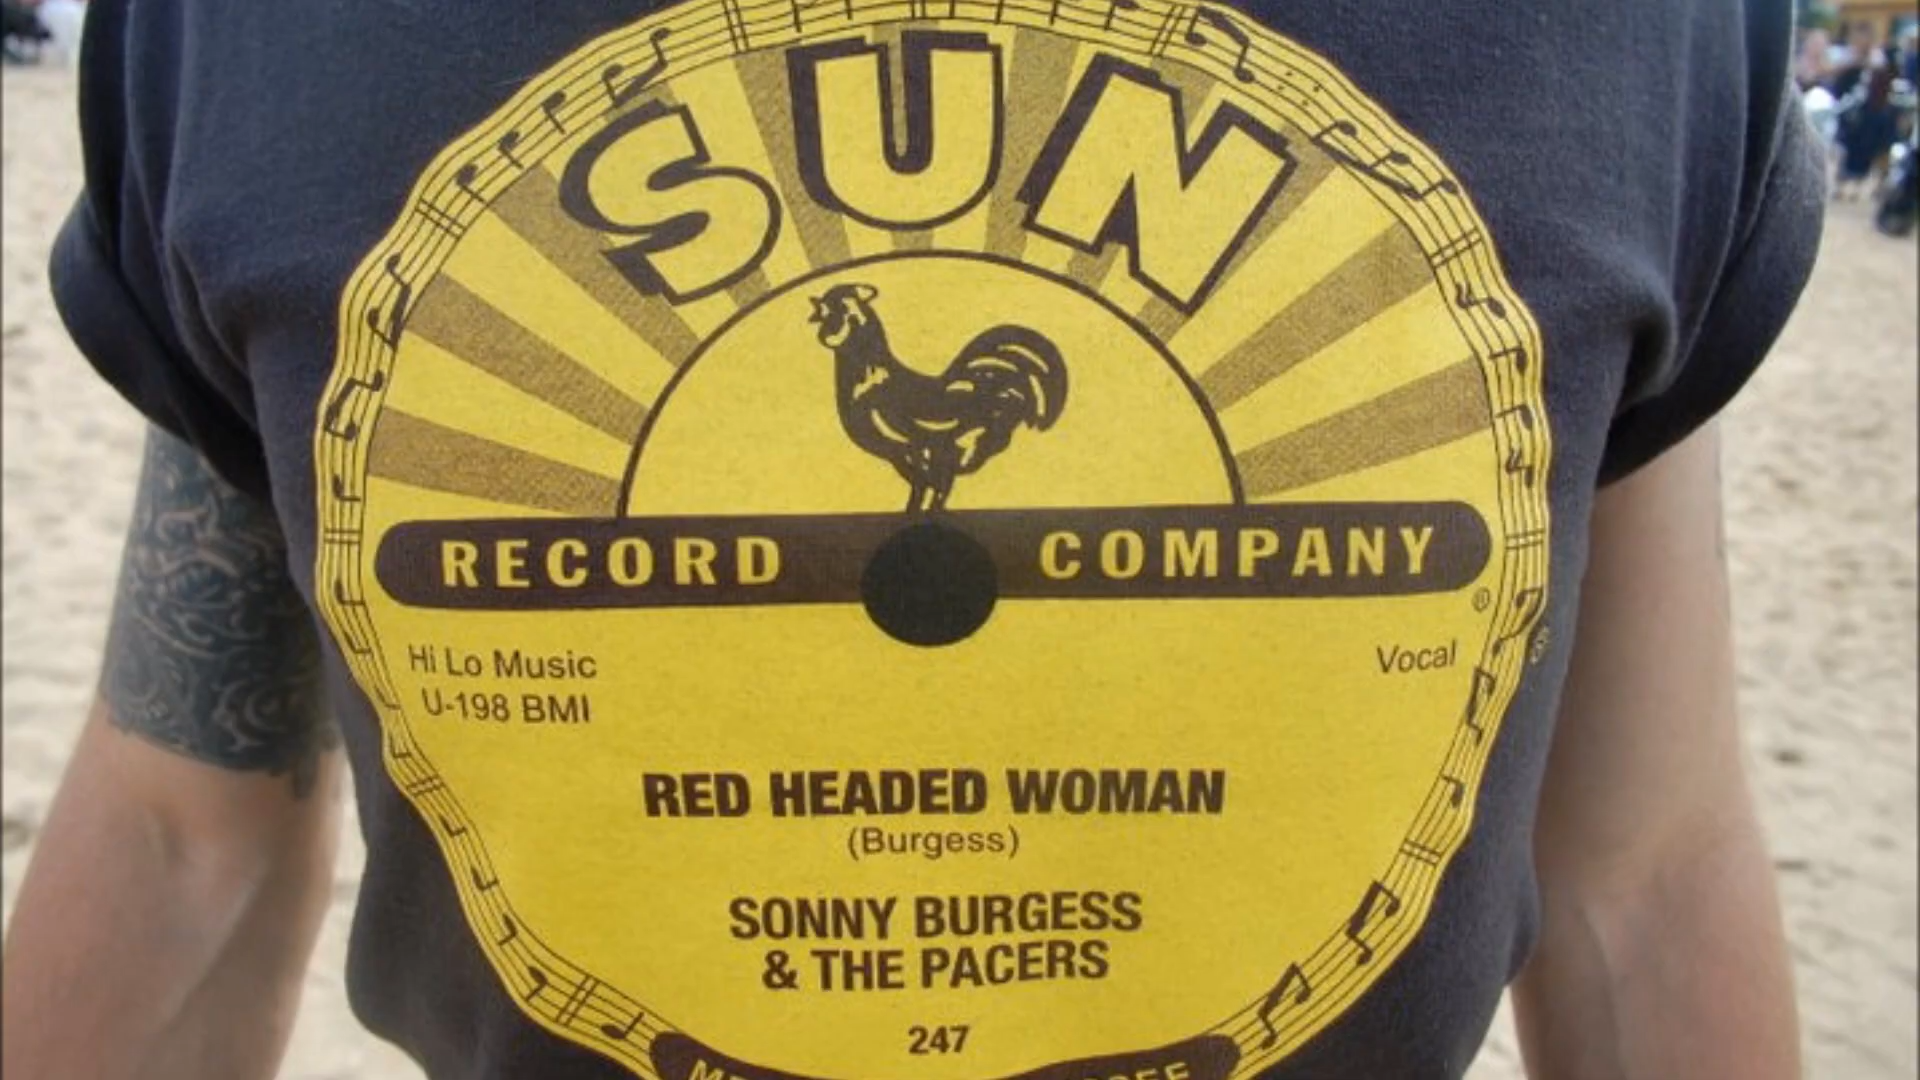 SUN
RECORD COMPANY
Hi Lo Music
U-198 BMI
Vocal
RED HEADED WOMAN
(Burgess)
SONNY BURGESS
& THE PACERS
247